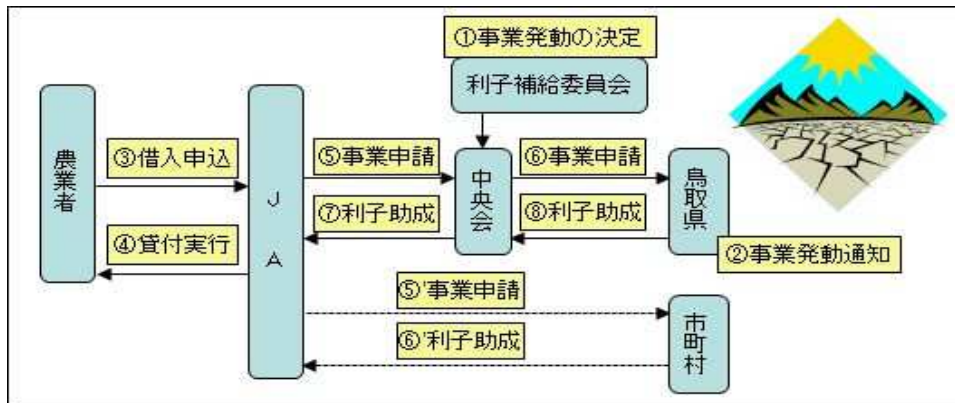 ①事業発動の決定
利子補給委員会
農業者
③借入申込
④貸付実行
JA
⑤事業申請
⑦利子助成
中央会
⑥事業申請
⑧利子助成
鳥取県
②事業発動通知
⑤'事業申請
⑥'利子助成
市町村